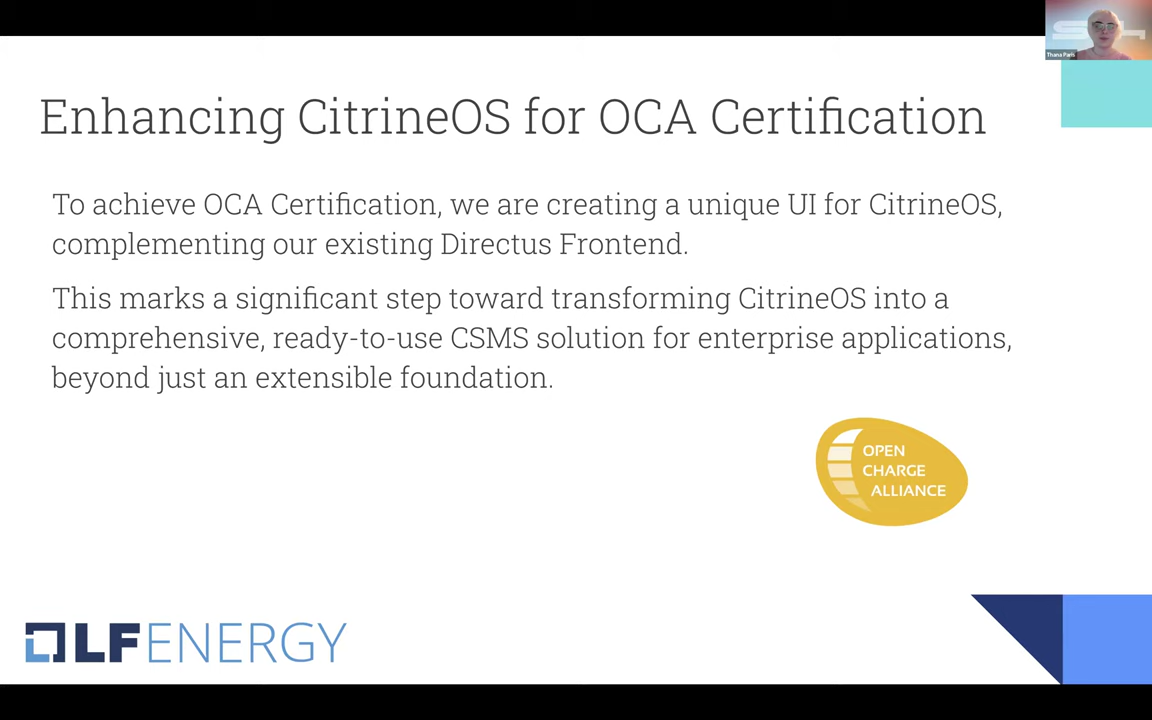 Enhancing CitrineOS for OCA Certification
To achieve OCA Certification, we are creating a unique UI for CitrineOS,
complementing our existing Directus Frontend.
This marks a significant step toward transforming CitrineOS into a
comprehensive, ready-to-use CSMS solution for enterprise applications,
beyond just an extensible foundation.
OPEN
CHARGE
ALLIANCE
LFENERGY
Thana Paris